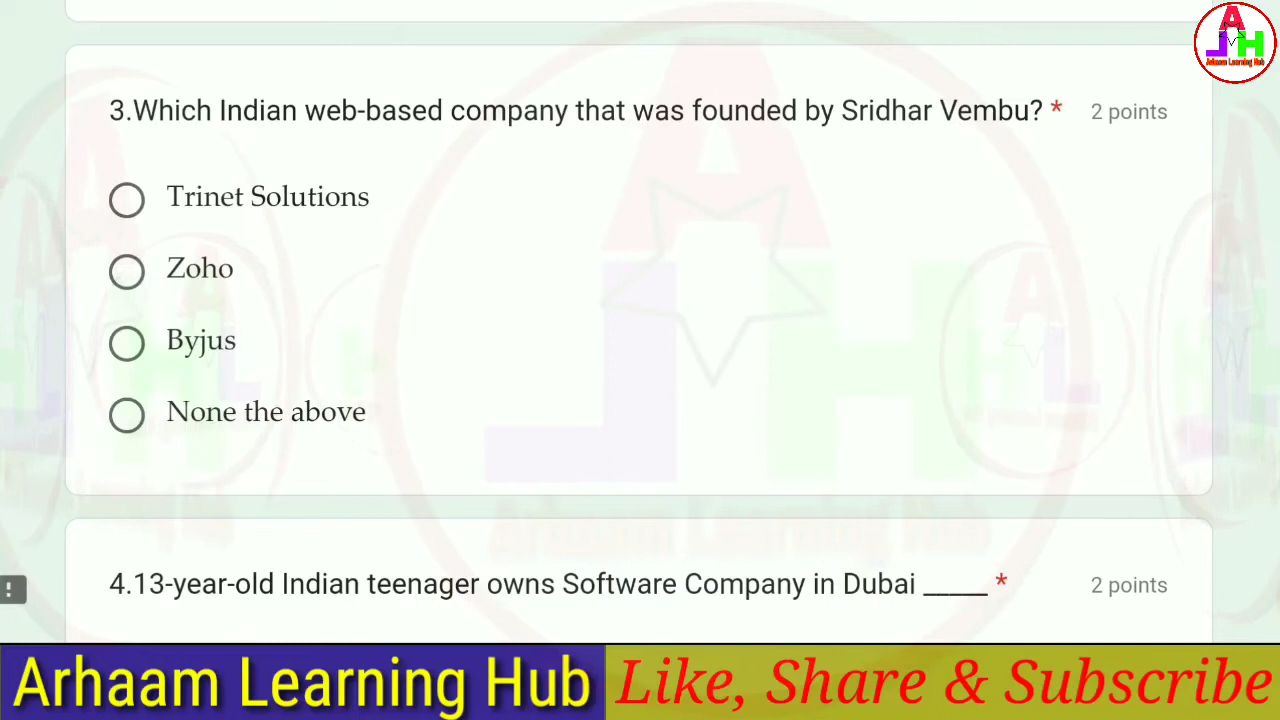 3.Which Indian web-based company that was founded by Sridhar Vembu? * 2 points
Trinet Solutions
Zoho
Byjus
None the above
4.13-year-old Indian teenager owns Software Company in Dubai _____ * 2 points
Arhaam Learning Hub Like, Share & Subscribe